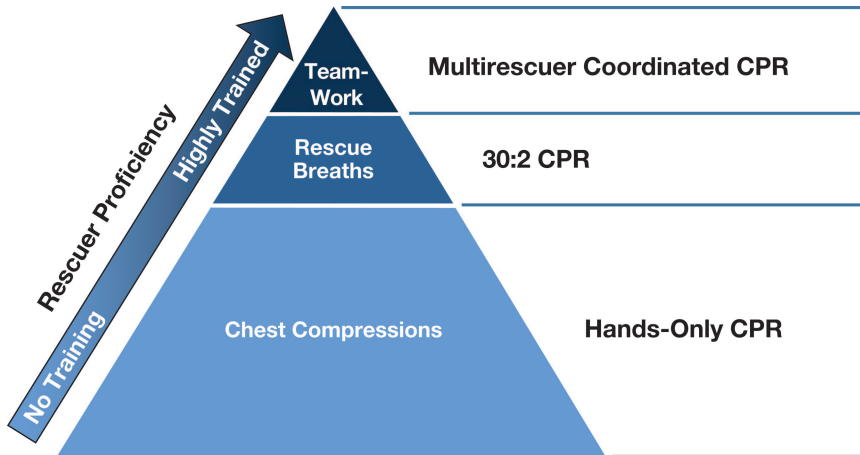 Team-
Work
Multirescuer Coordinated CPR
Rescue
Breaths
30:2 CPR
Chest Compressions
Hands-Only CPR
Rescuer Proficiency
Highly Trained
No Training